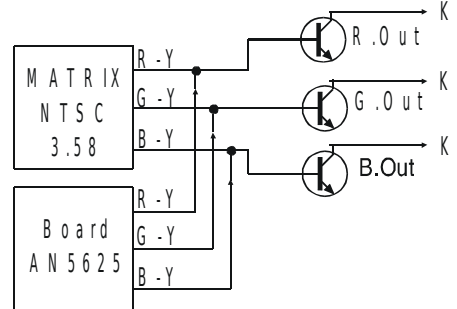 K
R.Out
R-Y
MATRIX
NTSC
3.58
G-Y
K
G.Out
B-Y
K
B.Out
R-Y
Board
AN5625
G-Y
B-Y